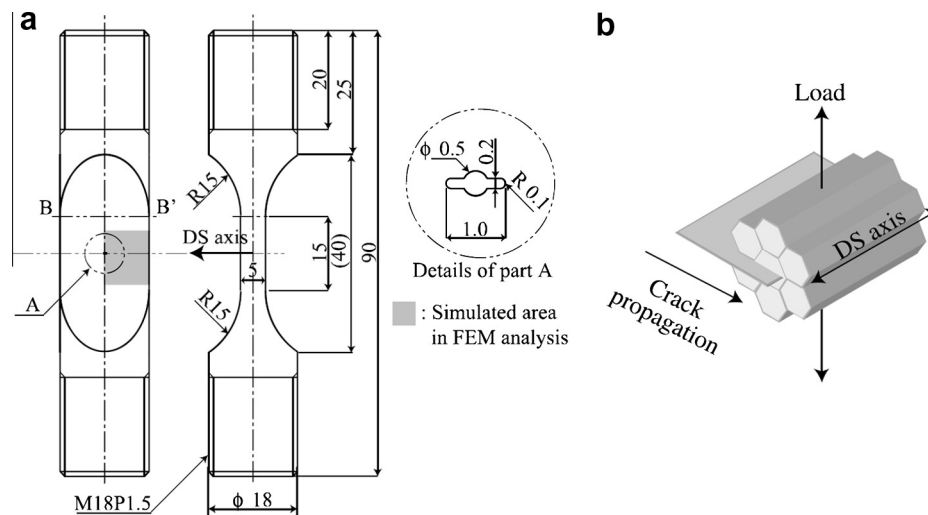 a
b
20
25
R15
B
B'
DS axis
5
15
(40)
90
A
R15
M18P1.5
ϕ 18
ϕ 0.5
0.2
R 0.1
1.0
Details of part A
: Simulated area
in FEM analysis
Load
DS axis
Crack
propagation